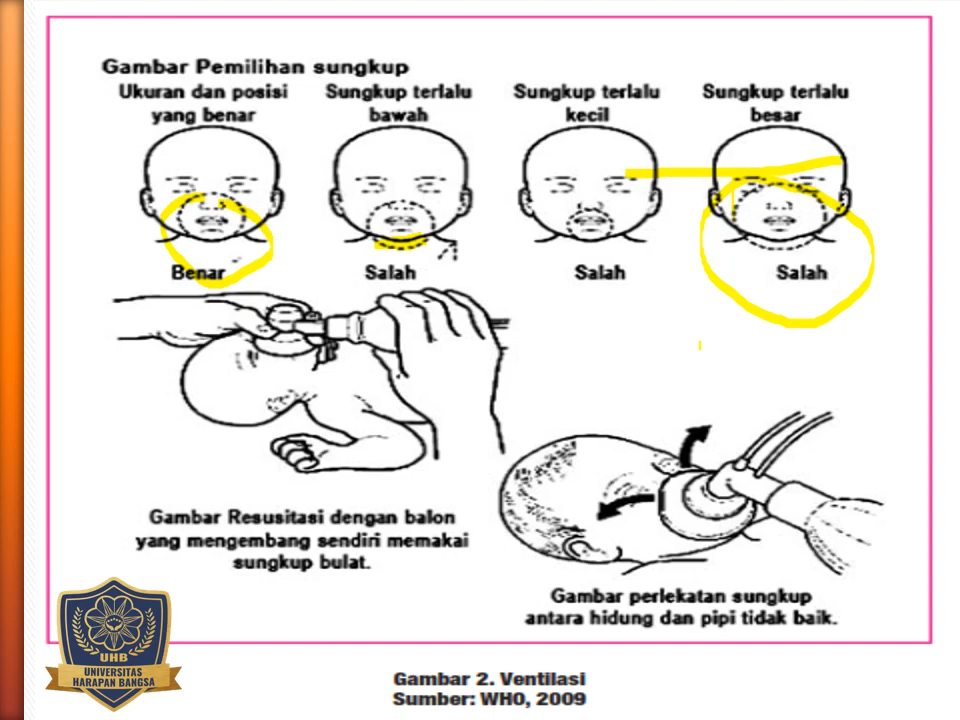 Gambar Pemilihan sungkup
Ukuran dan posisi
yang benar
Sungkup terlalu
bawah
Sungkup terlalu
kecil
Sungkup terlalu
besar
Benar
Salah
Salah
Salah
Gambar Resusitasi dengan balon
yang mengembang sendiri memakai
sungkup bulat.
Gambar perlekatan sungkup
antara hidung dan pipi tidak baik.
UHB
UNIVERSITAS
HARAPAN BANGSA
Gambar 2. Ventilasi
Sumber: WHO, 2009